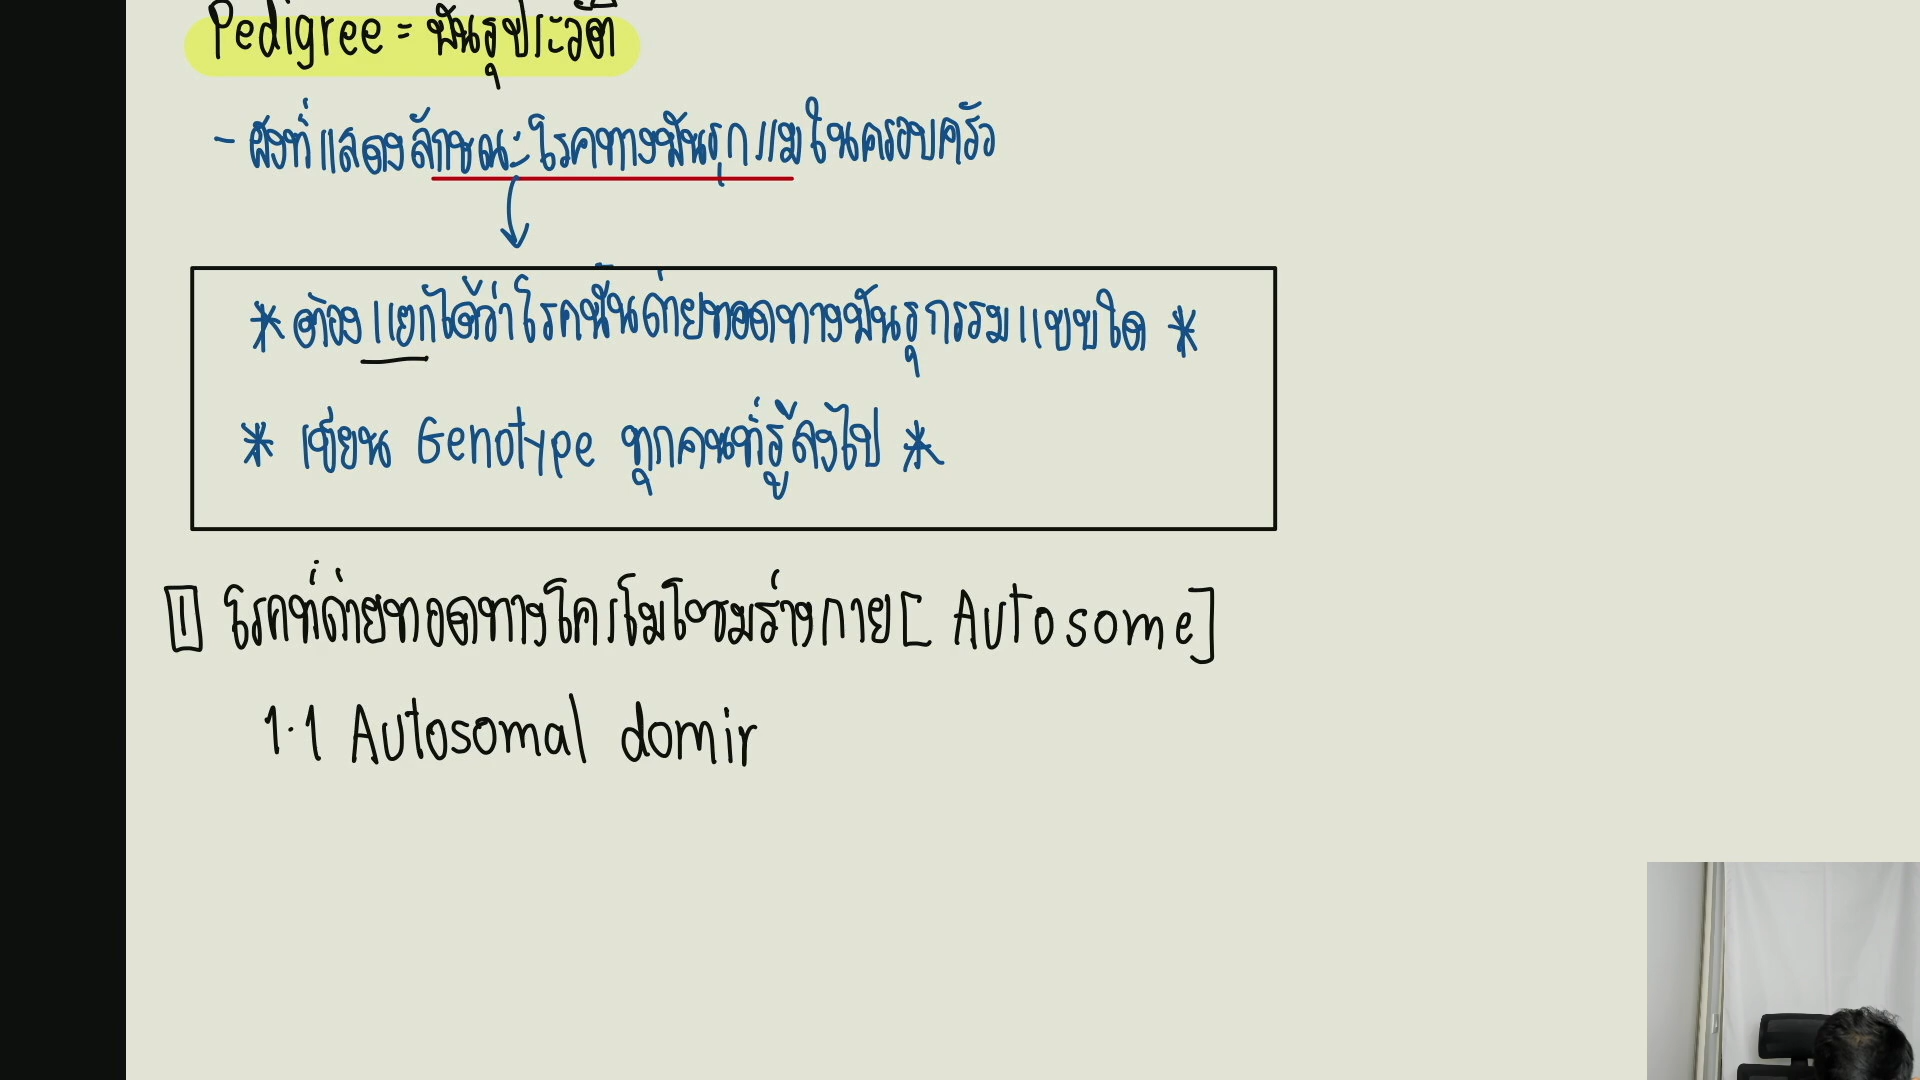 Pedigree = พันธุประวัติ
- ผังที่แสดงลักษณะโรคทางพันธุกรรมในครอบครัว
* ต้องแยกได้ว่าโรคนั้นถ่ายทอดทางพันธุกรรมแบบใด *
* เขียน Genotype ทุกคนที่รู้ลงไป *
1 โรคที่ถ่ายทอดทางโครโมโซมร่างกาย [ Autosome ]
1.1 Autosomal domir